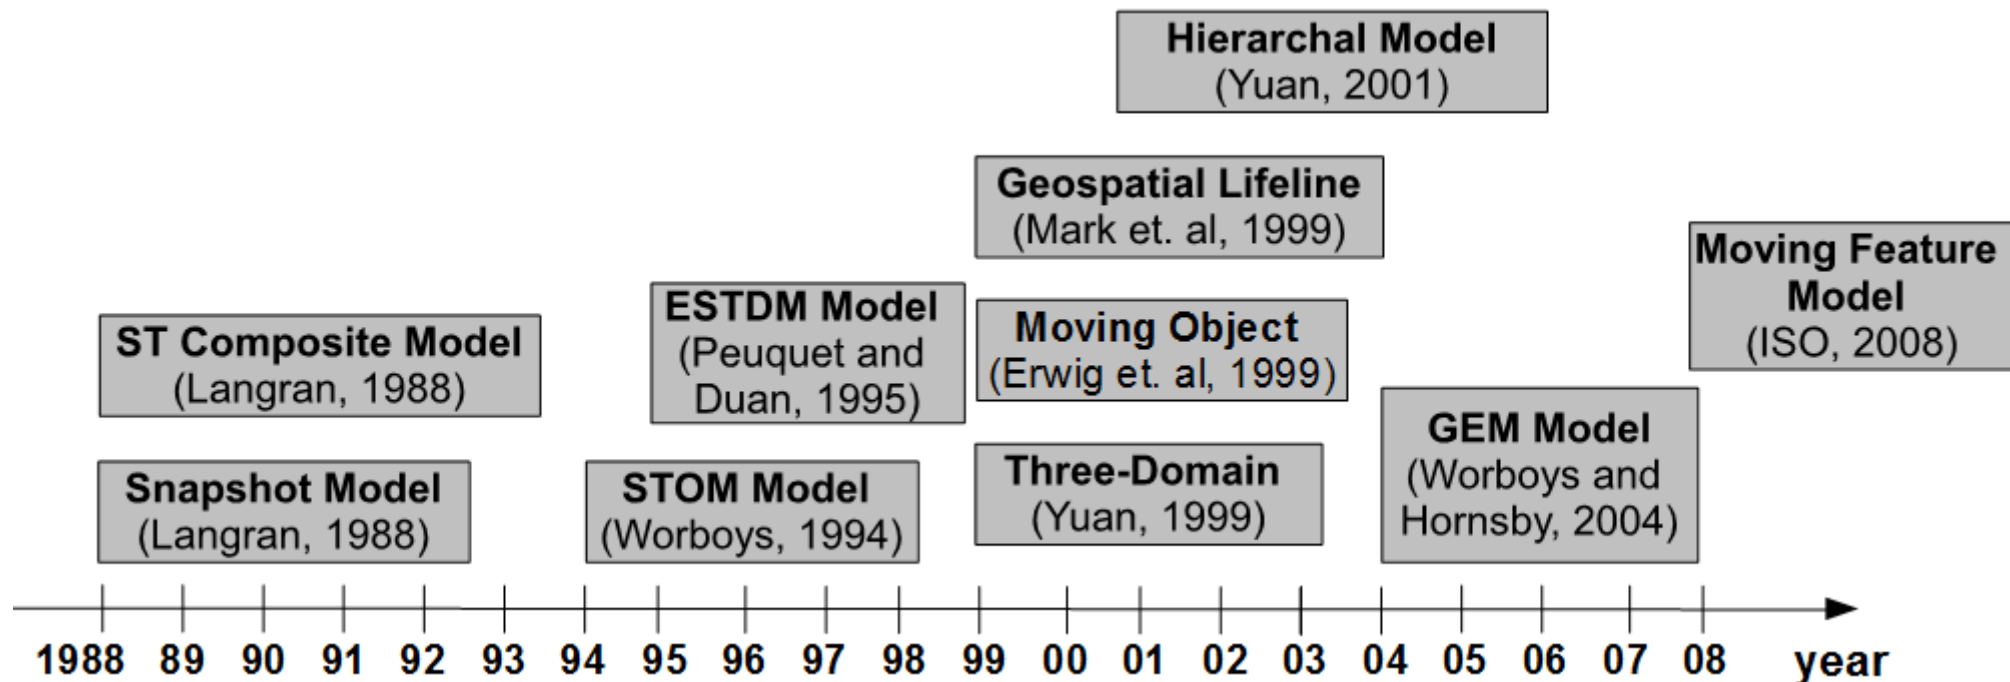 Hierarchal Model
(Yuan, 2001)
Geospatial Lifeline
(Mark et. al, 1999)
Moving Feature
Model
(ISO, 2008)
ESTDM Model
(Peuquet and
Duan, 1995)
Moving Object
(Erwig et. al, 1999)
ST Composite Model
(Langran, 1988)
GEM Model
(Worboys and
Hornsby, 2004)
Three-Domain
(Yuan, 1999)
Snapshot Model
(Langran, 1988)
STOM Model
(Worboys, 1994)
1988 89 90 91 92 93 94 95 96 97 98 99 00 01 02 03 04 05 06 07 08 year